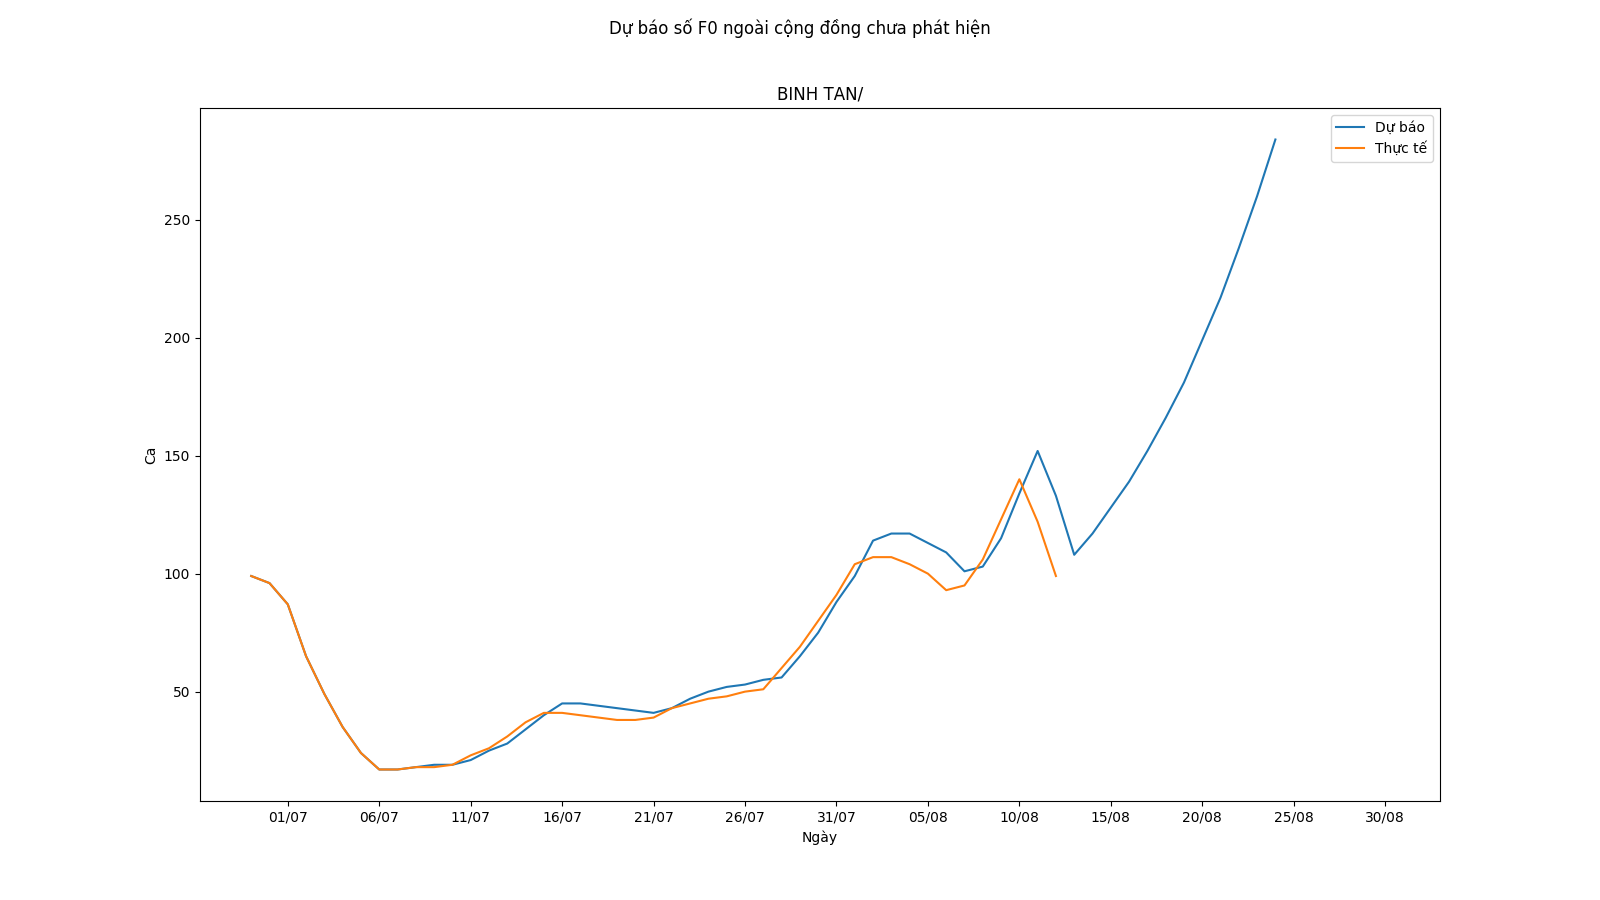 Dự báo số F0 ngoài cộng đồng chưa phát hiện
BINH TAN/
Dự báo
Thực tế
250
200
150
100
50
Ca
01/07 06/07 11/07 16/07 21/07 26/07 31/07 05/08 10/08 15/08 20/08 25/08 30/08
Ngày